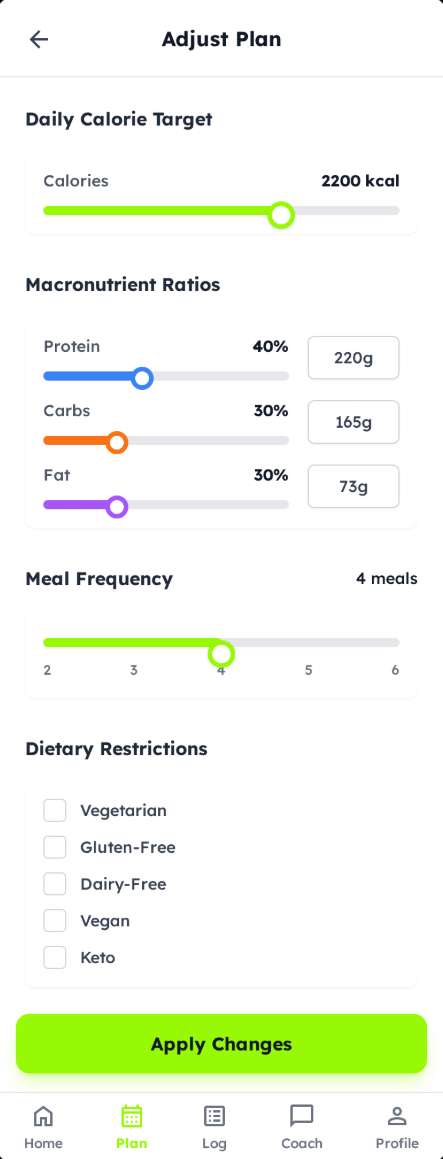 Adjust Plan
Daily Calorie Target
Calories 2200 kcal
Macronutrient Ratios
Protein 40% 220g
Carbs 30% 165g
Fat 30% 73g
Meal Frequency 4 meals
2 3 4 5 6
Dietary Restrictions
Vegetarian
Gluten-Free
Dairy-Free
Vegan
Keto
Apply Changes
Home Plan Log Coach Profile